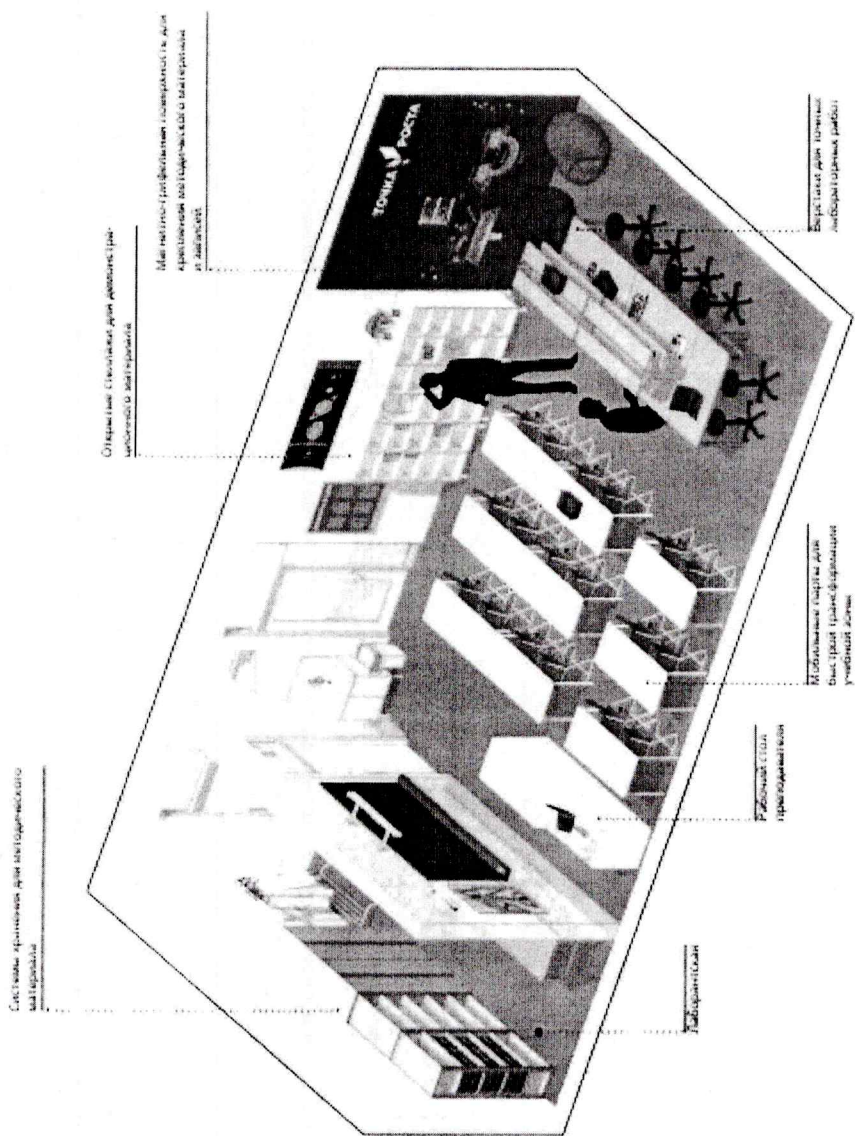 Системы хранения для методического
материала
Открытые стеллажи для демонстра-
ционного материала
Магнитно-грифельная поверхность для
крепления методического материала
и записей
ТОЧКА РОСТА
Лаборантская
Рабочий стол
преподавателя
Мобильные парты для
быстрой трансформации
учебной зоны
Верстаки для точных
лабораторных работ